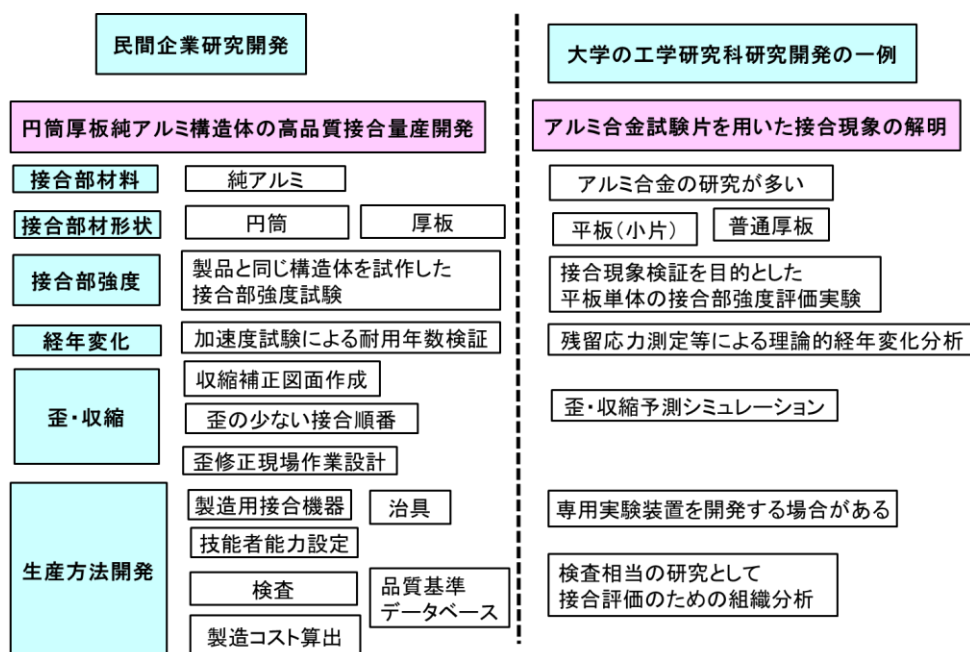 民間企業研究開発
大学の工学研究科研究開発の一例
円筒厚板純アルミ構造体の高品質接合量産開発
アルミ合金試験片を用いた接合現象の解明
接合部材料
純アルミ
アルミ合金の研究が多い
接合部材形状
円筒
厚板
平板(小片)
普通厚板
接合部強度
製品と同じ構造体を試作した
接合部強度試験
接合現象検証を目的とした
平板単体の接合部強度評価実験
経年変化
加速度試験による耐用年数検証
残留応力測定等による理論的経年変化分析
歪・収縮
収縮補正図面作成
歪の少ない接合順番
歪修正現場作業設計
歪・収縮予測シミュレーション
生産方法開発
製造用接合機器
治具
技能者能力設定
検査
品質基準
データベース
製造コスト算出
専用実験装置を開発する場合がある
検査相当の研究として
接合評価のための組織分析